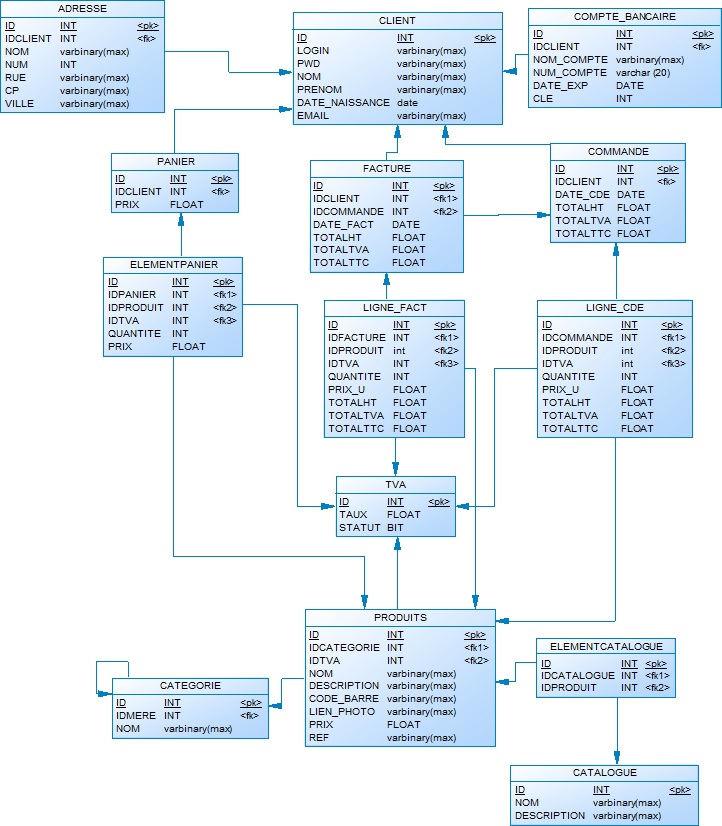 ADRESSE
ID INT <pk>
IDCLIENT INT <fk>
NOM varbinary(max)
NUM INT
RUE varbinary(max)
CP varbinary(max)
VILLE varbinary(max)
CLIENT
ID INT <pk>
LOGIN varbinary(max)
PWD varbinary(max)
NOM varbinary(max)
PRENOM varbinary(max)
DATE_NAISSANCE date
EMAIL varbinary(max)
COMPTE_BANCAIRE
ID INT <pk>
IDCLIENT INT <fk>
NOM_COMPTE varbinary(max)
NUM_COMPTE varchar (20)
DATE_EXP DATE
CLE INT
PANIER
ID INT <pk>
IDCLIENT INT <fk>
PRIX FLOAT
FACTURE
ID INT <pk>
IDCLIENT INT <fk1>
IDCOMMANDE INT <fk2>
DATE_FACT DATE
TOTALHT FLOAT
TOTALTVA FLOAT
TOTALTTC FLOAT
COMMANDE
ID INT <pk>
IDCLIENT INT <fk>
DATE_CDE DATE
TOTALHT FLOAT
TOTALTVA FLOAT
TOTALTTC FLOAT
ELEMENTPANIER
ID INT <pk>
IDPANIER INT <fk1>
IDPRODUIT INT <fk2>
IDTVA INT <fk3>
QUANTITE INT
PRIX FLOAT
LIGNE_FACT
ID INT <pk>
IDFACTURE INT <fk1>
IDPRODUIT int <fk2>
IDTVA INT <fk3>
QUANTITE INT
PRIX_U FLOAT
TOTALHT FLOAT
TOTALTVA FLOAT
TOTALTTC FLOAT
LIGNE_CDE
ID INT <pk>
IDCOMMANDE INT <fk1>
IDPRODUIT int <fk2>
IDTVA int <fk3>
QUANTITE INT
PRIX_U FLOAT
TOTALHT FLOAT
TOTALTVA FLOAT
TOTALTTC FLOAT
TVA
ID INT <pk>
TAUX FLOAT
STATUT BIT
PRODUITS
ID INT <pk>
IDCATEGORIE INT <fk1>
IDTVA INT <fk2>
NOM varbinary(max)
DESCRIPTION varbinary(max)
CODE_BARRE varbinary(max)
LIEN_PHOTO varbinary(max)
PRIX FLOAT
REF varbinary(max)
ELEMENTCATALOGUE
ID INT <pk>
IDCATALOGUE INT <fk1>
IDPRODUIT INT <fk2>
CATEGORIE
ID INT <pk>
IDMERE INT <fk>
NOM varbinary(max)
CATALOGUE
ID INT <pk>
NOM varbinary(max)
DESCRIPTION varbinary(max)